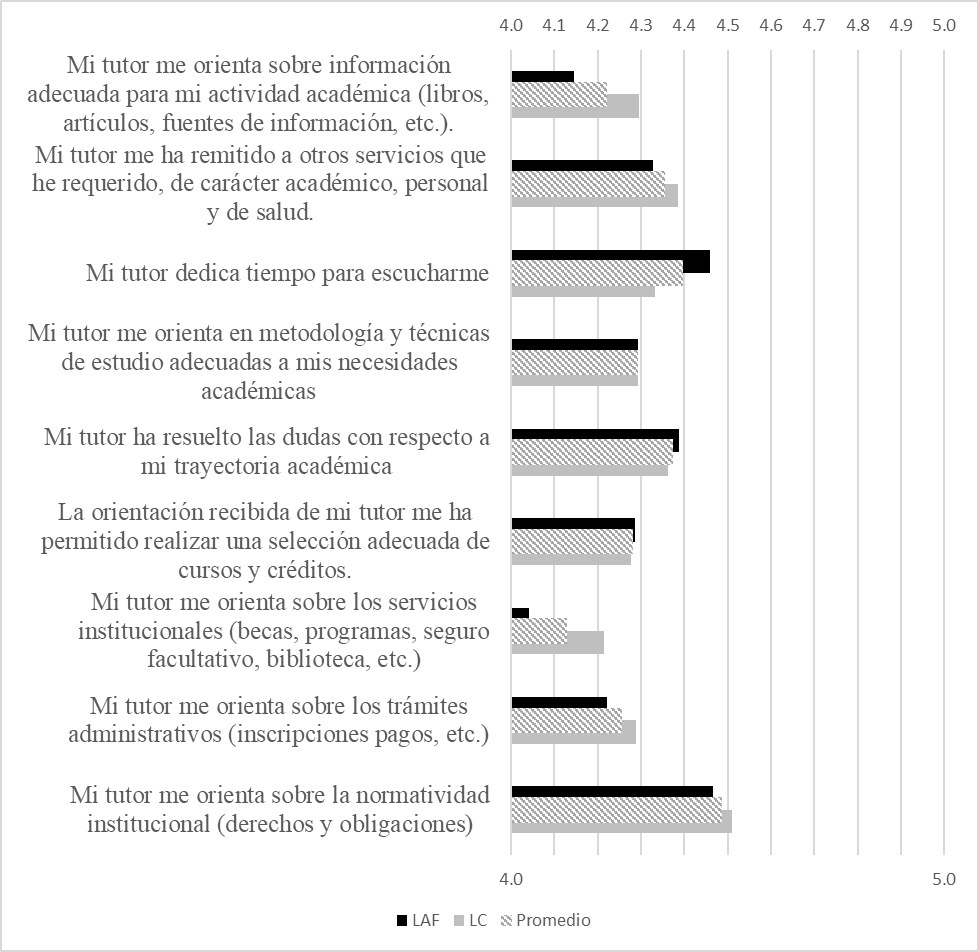 4.0 4.1 4.2 4.3 4.4 4.5 4.6 4.7 4.8 4.9 5.0
Mi tutor me orienta sobre información
adecuada para mi actividad académica (libros,
artículos, fuentes de información, etc.).
Mi tutor me ha remitido a otros servicios que
he requerido, de carácter académico, personal
y de salud.
Mi tutor dedica tiempo para escucharme
Mi tutor me orienta en metodología y técnicas
de estudio adecuadas a mis necesidades
académicas
Mi tutor ha resuelto las dudas con respecto a
mi trayectoria académica
La orientación recibida de mi tutor me ha
permitido realizar una selección adecuada de
cursos y créditos.
Mi tutor me orienta sobre los servicios
institucionales (becas, programas, seguro
facultativo, biblioteca, etc.)
Mi tutor me orienta sobre los trámites
administrativos (inscripciones pagos, etc.)
Mi tutor me orienta sobre la normatividad
institucional (derechos y obligaciones)
4.0 5.0
LAF LC Promedio